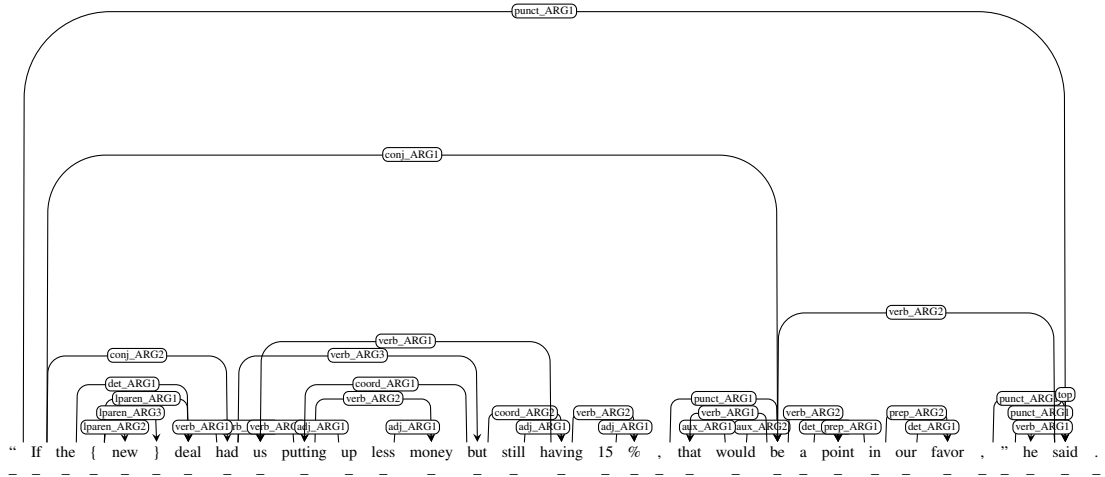 punct_ARG1
conj_ARG1
verb_ARG2
verb_ARG1
conj_ARG2 verb_ARG3
det_ARG1 coord_ARG1 top
lparen_ARG1 verb_ARG2 punct_ARG1 punct_ARG
lparen_ARG3 coord_ARG2 verb_ARG2 verb_ARG1 verb_ARG2 prep_ARG2 punct_ARG1
lparen_ARG2 verb_ARG1 adj_ARG1 adj_ARG1 adj_ARG1 adj_ARG1 aux_ARG1 aux_ARG2 prep_ARG1 det_ARG1 verb_ARG1
“ If the { new } deal had us putting up less money but still having 15 % , that would be a point in our favor , ” he said .
_ _ _ _ _ _ _ _ _ _ _ _ _ _ _ _ _ _ _ _ _ _ _ _ _ _ _ _ _ _ _ _